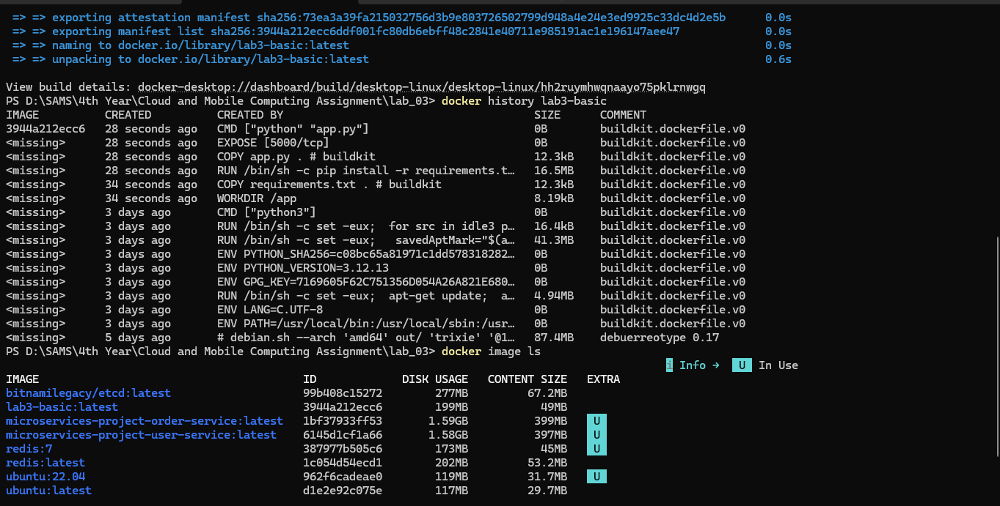 => => exporting attestation manifest sha256:73ea3a39fa215032756d3b9e803726502799d948a4e24e3ed9925c33dc4d2e5b 0.0s
=> => exporting manifest list sha256:3944a212ecc6ddf001fc80db6ebff48c2841e40711e985191ac1e196147aee47 0.0s
=> => naming to docker.io/library/lab3-basic:latest 0.0s
=> => unpacking to docker.io/library/lab3-basic:latest 0.6s
View build details: docker-desktop://dashboard/build/desktop-linux/desktop-linux/hh2ruymhwqnaayo75pklrnwgq
PS D:\SAMS\4th Year\Cloud and Mobile Computing Assignment\lab_03> docker history lab3-basic
IMAGE CREATED CREATED BY SIZE COMMENT
3944a212ecc6 28 seconds ago CMD ["python" "app.py"] 0B buildkit.dockerfile.v0
<missing> 28 seconds ago EXPOSE [5000/tcp] 0B buildkit.dockerfile.v0
<missing> 28 seconds ago COPY app.py . # buildkit 12.3kB buildkit.dockerfile.v0
<missing> 28 seconds ago RUN /bin/sh -c pip install -r requirements.t… 16.5MB buildkit.dockerfile.v0
<missing> 34 seconds ago COPY requirements.txt . # buildkit 12.3kB buildkit.dockerfile.v0
<missing> 34 seconds ago WORKDIR /app 8.19kB buildkit.dockerfile.v0
<missing> 3 days ago CMD ["python3"] 0B buildkit.dockerfile.v0
<missing> 3 days ago RUN /bin/sh -c set -eux; for src in idle3 p… 16.4kB buildkit.dockerfile.v0
<missing> 3 days ago RUN /bin/sh -c set -eux; savedAptMark="$(a… 41.3MB buildkit.dockerfile.v0
<missing> 3 days ago ENV PYTHON_SHA256=c08bc65a81971c1dd578318282… 0B buildkit.dockerfile.v0
<missing> 3 days ago ENV PYTHON_VERSION=3.12.13 0B buildkit.dockerfile.v0
<missing> 3 days ago ENV GPG_KEY=7169605F62C751356D054A26A821E680… 0B buildkit.dockerfile.v0
<missing> 3 days ago RUN /bin/sh -c set -eux; apt-get update; a… 4.94MB buildkit.dockerfile.v0
<missing> 3 days ago ENV LANG=C.UTF-8 0B buildkit.dockerfile.v0
<missing> 3 days ago ENV PATH=/usr/local/bin:/usr/local/sbin:/usr… 0B buildkit.dockerfile.v0
<missing> 5 days ago # debian.sh --arch 'amd64' out/ 'trixie' '@1… 87.4MB debuerreotype 0.17
PS D:\SAMS\4th Year\Cloud and Mobile Computing Assignment\lab_03> docker image ls
i Info → U In Use
IMAGE ID DISK USAGE CONTENT SIZE EXTRA
bitnamilegacy/etcd:latest 99b408c15272 277MB 67.2MB
lab3-basic:latest 3944a212ecc6 199MB 49MB
microservices-project-order-service:latest 1bf37933ff53 1.59GB 399MB U
microservices-project-user-service:latest 6145d1cf1a66 1.58GB 397MB U
redis:7 387977b505c6 173MB 45MB U
redis:latest 1c054d54ecd1 202MB 53.2MB
ubuntu:22.04 962f6cadeae0 119MB 31.7MB U
ubuntu:latest d1e2e92c075e 117MB 29.7MB